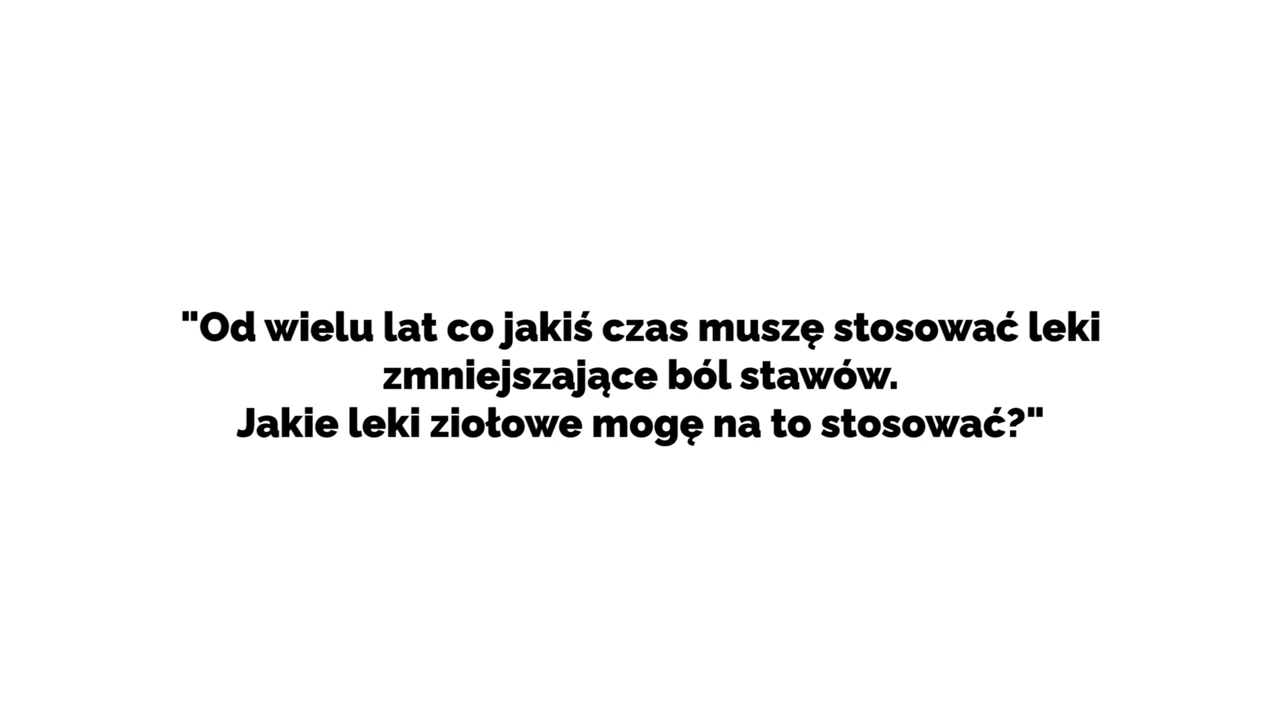 "Od wielu lat co jakiś czas muszę stosować leki
zmniejszające ból stawów.
Jakie leki ziołowe mogę na to stosować?"